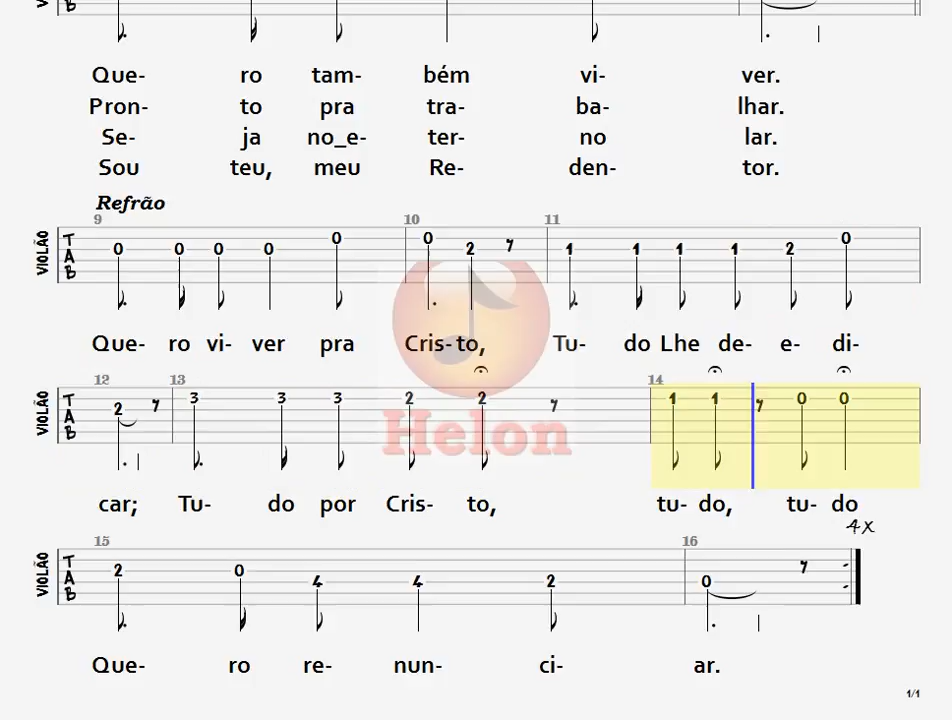 Que- ro tam- bém vi- ver.
Pron- to pra tra- ba- lhar.
Se- ja no_e- ter- no lar.
Sou teu, meu Re- den- tor.
Refrão
9 10 11
VIOLÃO TAB 0 0 0 0 0 0 2 1 1 1 1 2 0
Que- ro vi- ver pra Cris- to, Tu- do Lhe de- e- di-
12 13 14
VIOLÃO TAB 2 3 3 3 2 2 1 1 0 0
Helon
car; Tu- do por Cris- to, tu- do, tu- do
4x
15 16
VIOLÃO TAB 2 0 4 4 2 0
Que- ro re- nun- ci- ar.
1/1